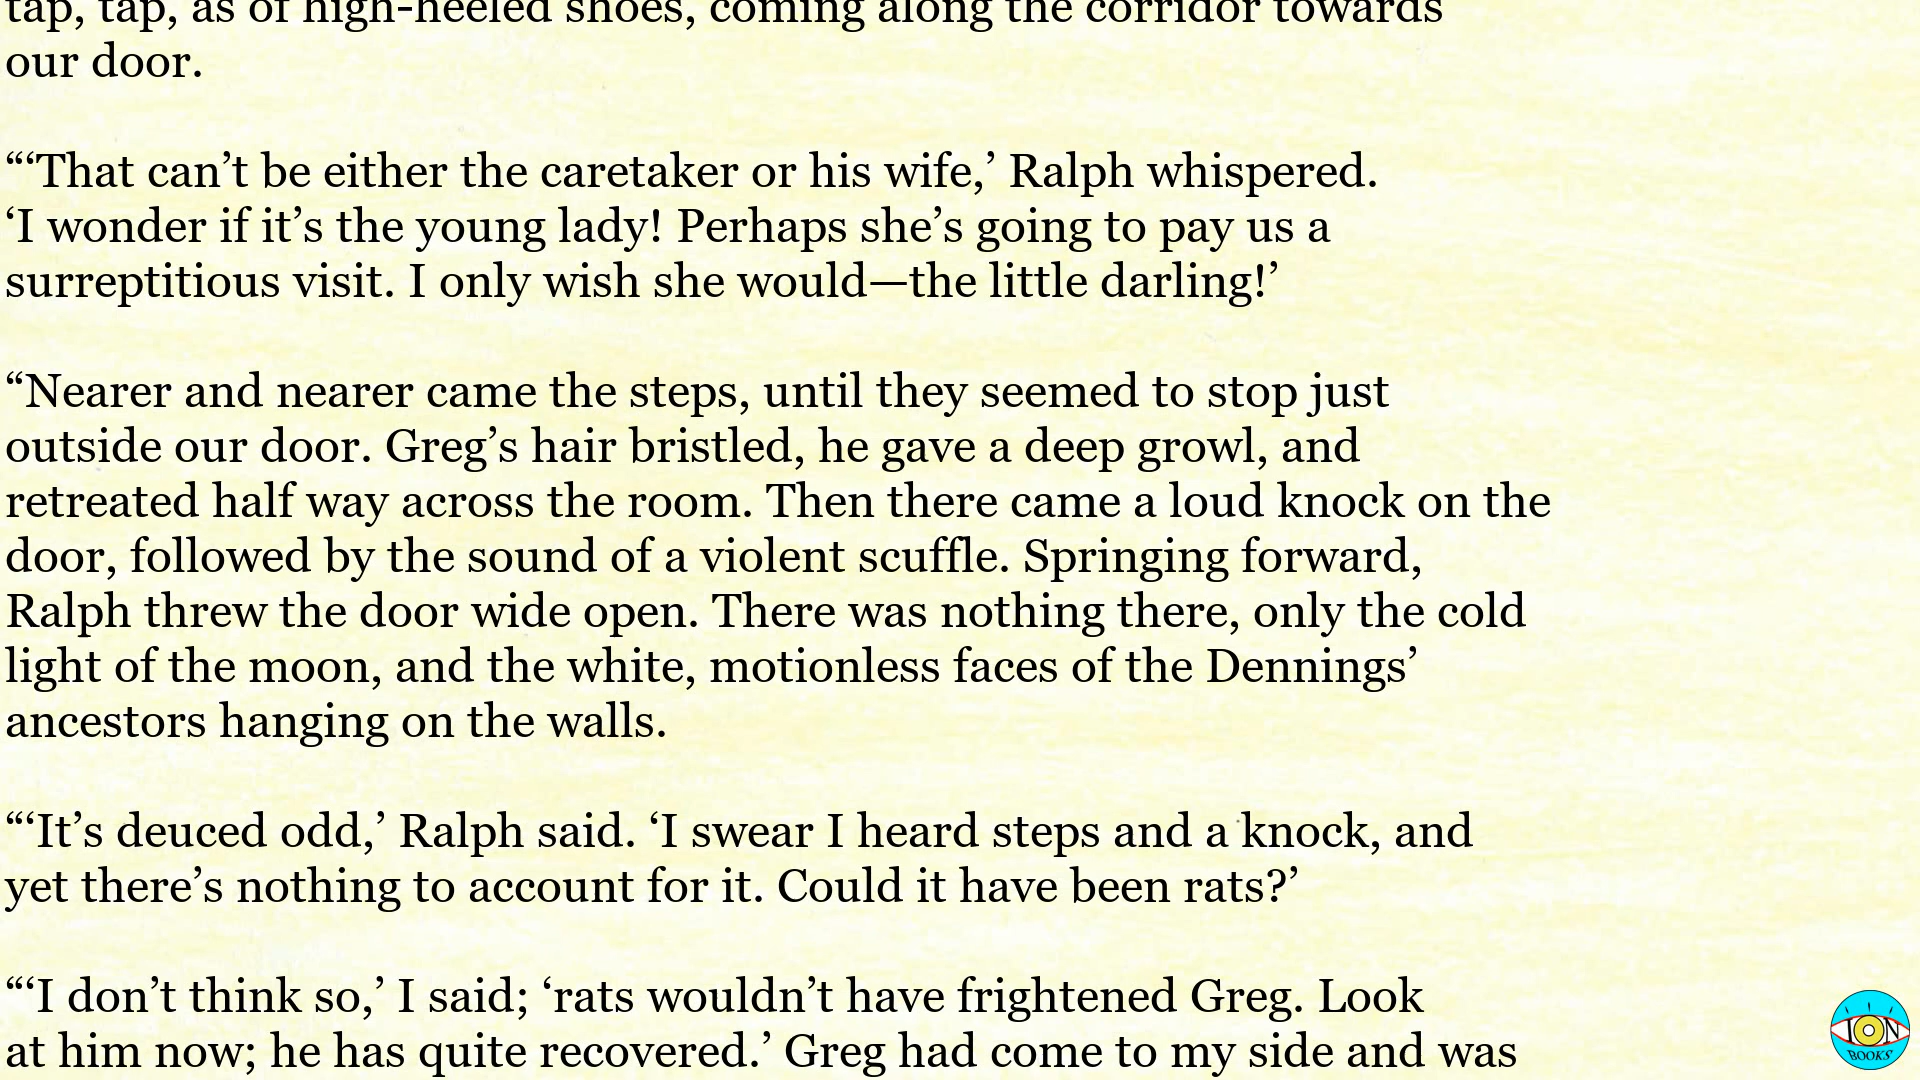 tap, tap, as of high-heeled shoes, coming along the corridor towards
our door.
“‘That can’t be either the caretaker or his wife,’ Ralph whispered.
‘I wonder if it’s the young lady! Perhaps she’s going to pay us a
surreptitious visit. I only wish she would—the little darling!’
“Nearer and nearer came the steps, until they seemed to stop just
outside our door. Greg’s hair bristled, he gave a deep growl, and
retreated half way across the room. Then there came a loud knock on the
door, followed by the sound of a violent scuffle. Springing forward,
Ralph threw the door wide open. There was nothing there, only the cold
light of the moon, and the white, motionless faces of the Dennings’
ancestors hanging on the walls.
“‘It’s deuced odd,’ Ralph said. ‘I swear I heard steps and a knock, and
yet there’s nothing to account for it. Could it have been rats?’
“‘I don’t think so,’ I said; ‘rats wouldn’t have frightened Greg. Look
at him now; he has quite recovered.’ Greg had come to my side and was
ION
BOOKS